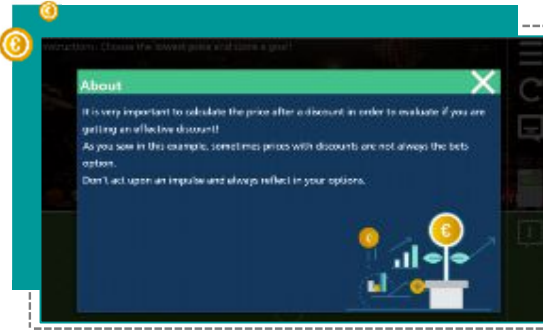 Instructions: Choose the lowest price and score a goal!
About
It is very important to calculate the price after a discount in order to evaluate if you are
getting an effective discount!
As you saw in this example, sometimes prices with discounts are not always the bets
option.
Don't act upon an impulse and always reflect in your options.